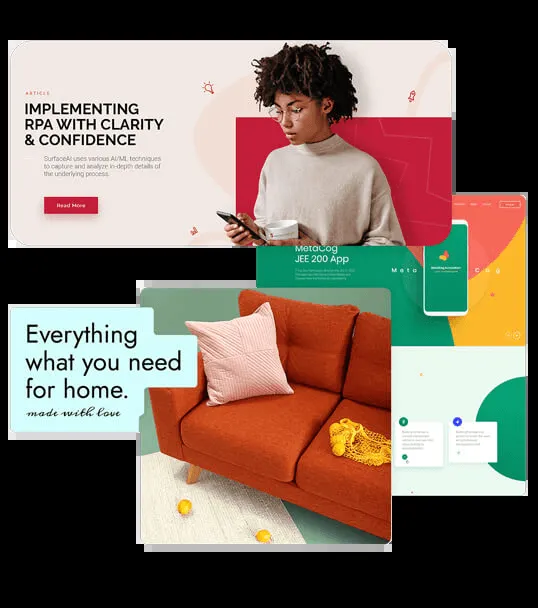 ARTICLE
IMPLEMENTING
RPA WITH CLARITY
& CONFIDENCE
SurfaceAI uses various AI/ML techniques
to capture and analyze in-depth details of
the underlying process.
Read More
MetaCog
JEE 200 App
Meta Cog
Everything
what you need
for home.
made with love